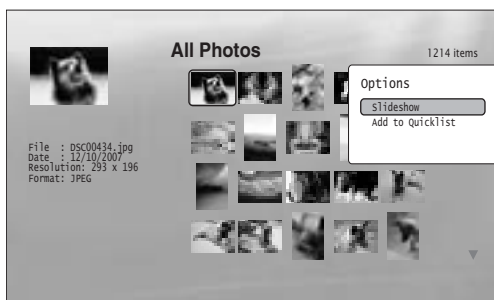 All Photos
1214 items
Options
Slideshow
Add to Quicklist
File : DSC00434.jpg
Date : 12/10/2007
Resolution: 293 x 196
Format: JPEG